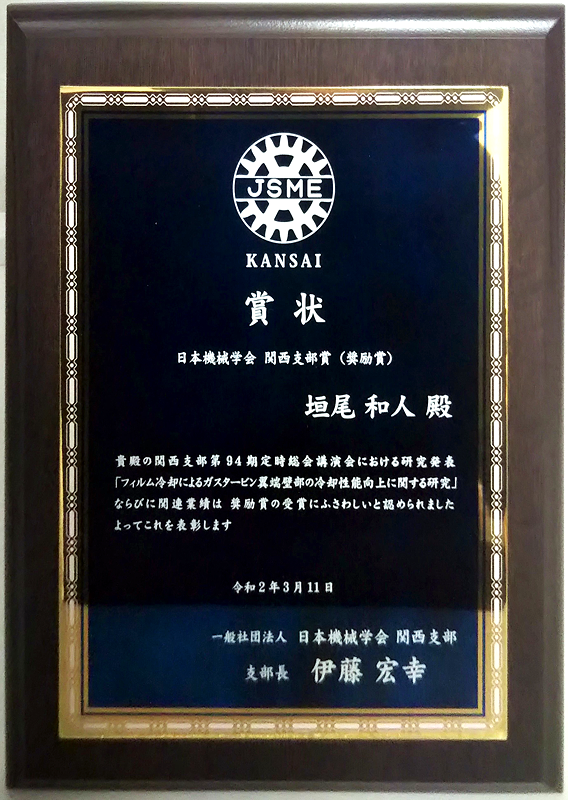 JSME
KANSAI
賞状
日本機械学会 関西支部賞（奨励賞）
垣尾 和人 殿
貴殿の関西支部第94期定時総会講演会における研究発表
「フィルム冷却によるガスタービン翼端壁部の冷却性能向上に関する研究」
ならびに関連業績は 奨励賞の受賞にふさわしいと認められました
よってこれを表彰します
令和2年3月11日
一般社団法人 日本機械学会 関西支部
支部長 伊藤 宏幸